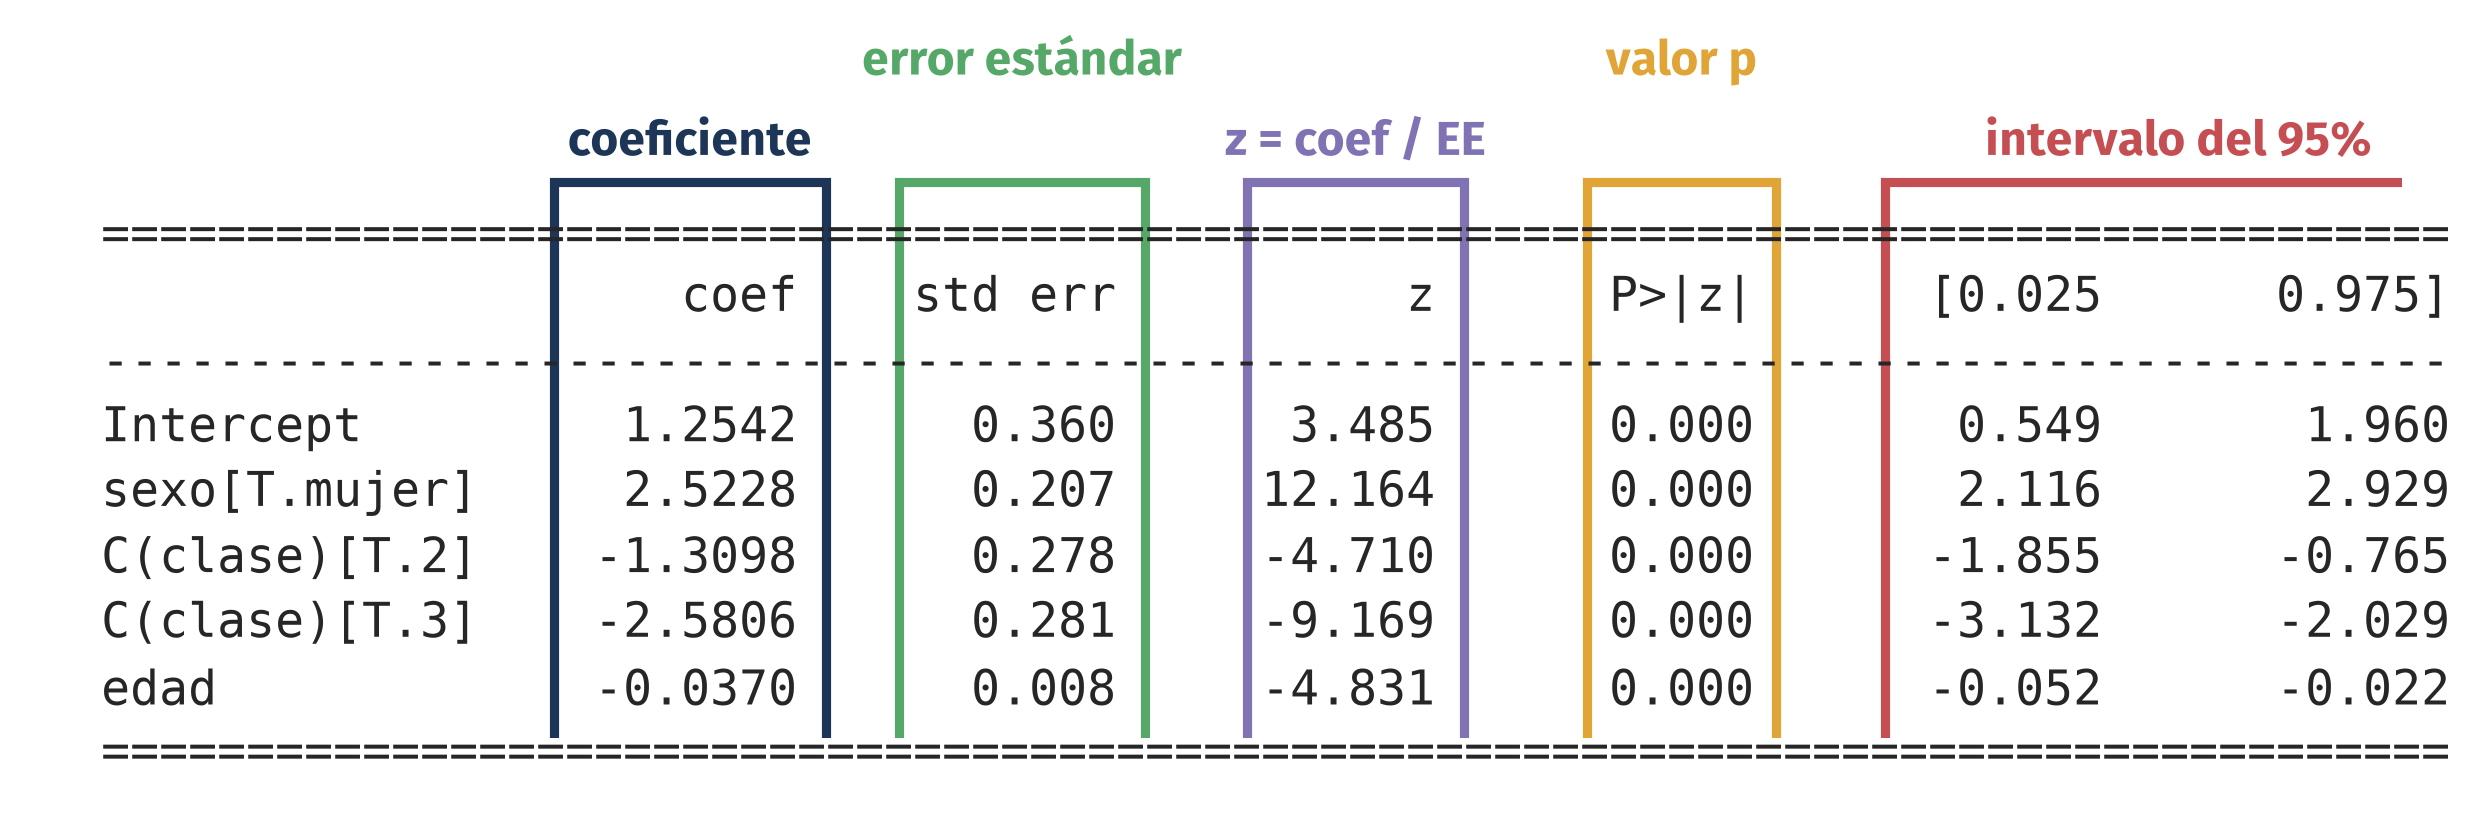 error estándar valor p
coeficiente z = coef / EE intervalo del 95%
==================================================================================
coef std err z P>|z| [0.025 0.975]
----------------------------------------------------------------------------------
Intercept 1.2542 0.360 3.485 0.000 0.549 1.960
sexo[T.mujer] 2.5228 0.207 12.164 0.000 2.116 2.929
C(clase)[T.2] -1.3098 0.278 -4.710 0.000 -1.855 -0.765
C(clase)[T.3] -2.5806 0.281 -9.169 0.000 -3.132 -2.029
edad -0.0370 0.008 -4.831 0.000 -0.052 -0.022
==================================================================================